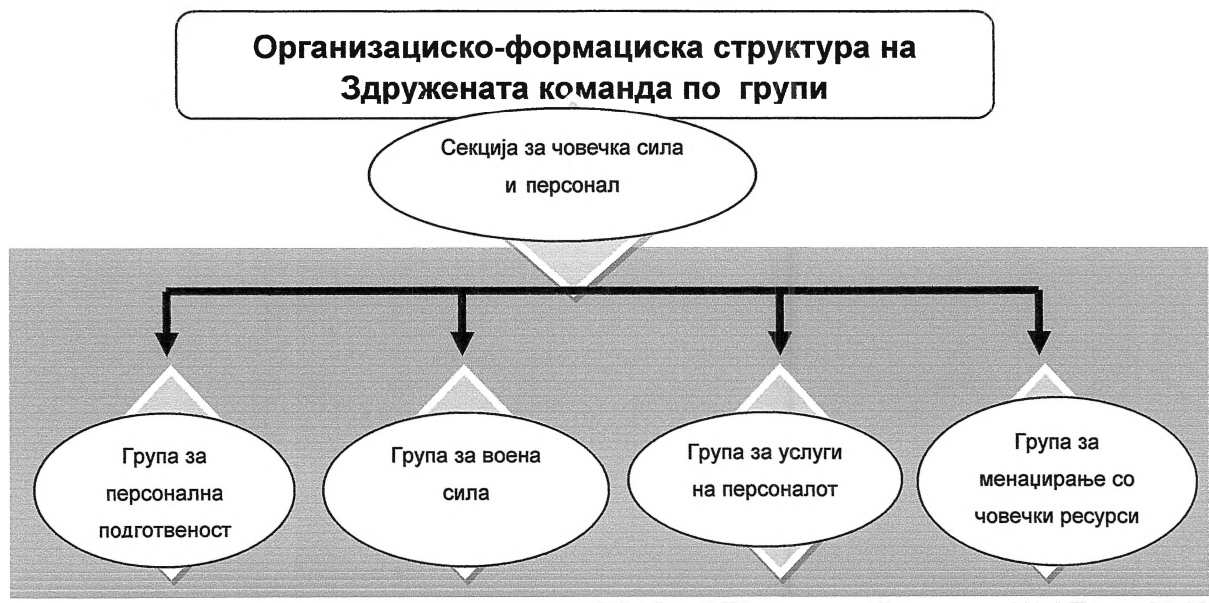 Организациско-формациска структура на
Здружената команда по групи
Секција за човечка сила
и персонал
Група за
персонална
подготвеност
Група за воена
сила
Група за услуги
на персоналот
Група за
менаџирање со
човечки ресурси